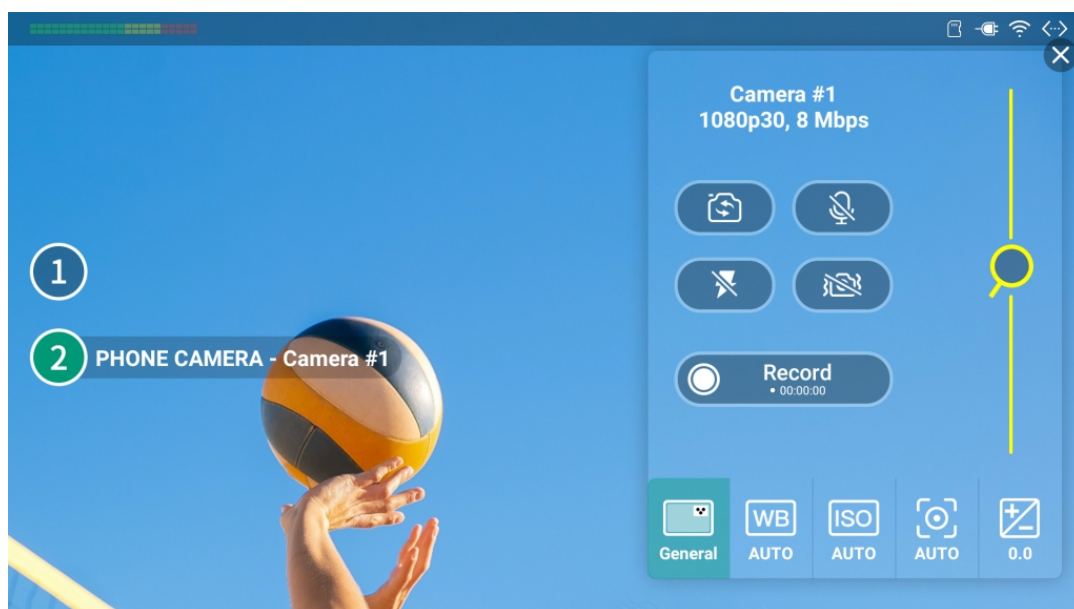 Camera #1
1080p30, 8 Mbps
1
2 PHONE CAMERA - Camera #1
Record
• 00:00:00
WB
ISO
General
AUTO
AUTO
AUTO
0.0